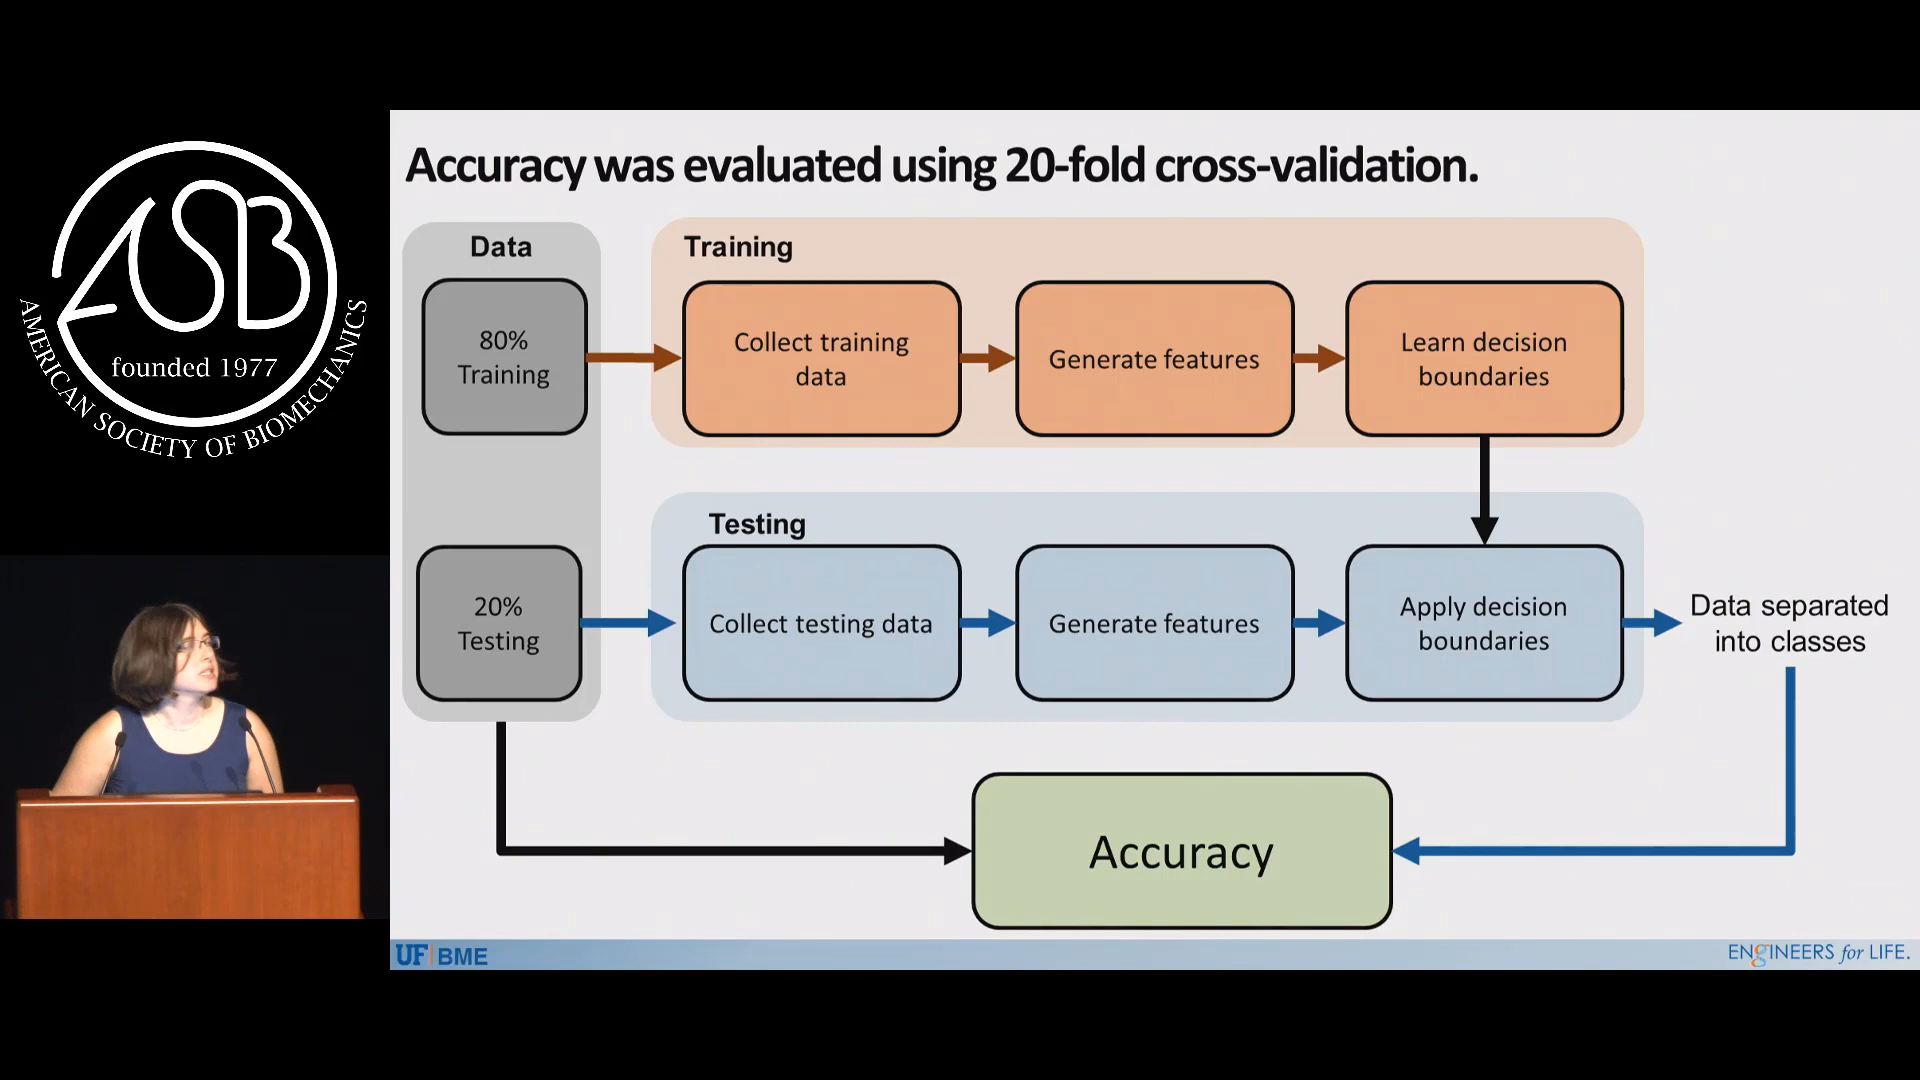 ASB
founded 1977
AMERICAN SOCIETY OF BIOMECHANICS
Accuracy was evaluated using 20-fold cross-validation.
Data
80%
Training
20%
Testing
Training
Collect training
data
Generate features
Learn decision
boundaries
Testing
Collect testing data
Generate features
Apply decision
boundaries
Data separated
into classes
Accuracy
UF BME
ENGINEERS for LIFE.